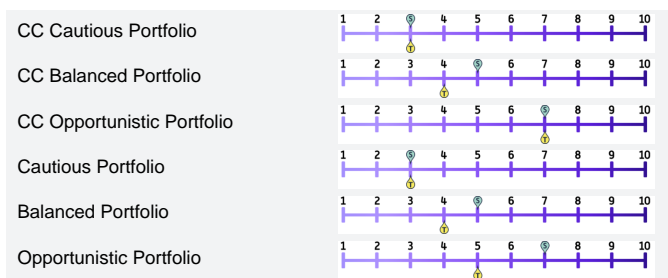 CC Cautious Portfolio
1 2 3 S 4 5 6 7 8 9 10
T
CC Balanced Portfolio
1 2 3 4 5 S 6 7 8 9 10
T
CC Opportunistic Portfolio
1 2 3 4 5 6 7 S 8 9 10
T
Cautious Portfolio
1 2 3 S 4 5 6 7 8 9 10
T
Balanced Portfolio
1 2 3 4 5 S 6 7 8 9 10
T
Opportunistic Portfolio
1 2 3 4 5 6 7 S 8 9 10
T